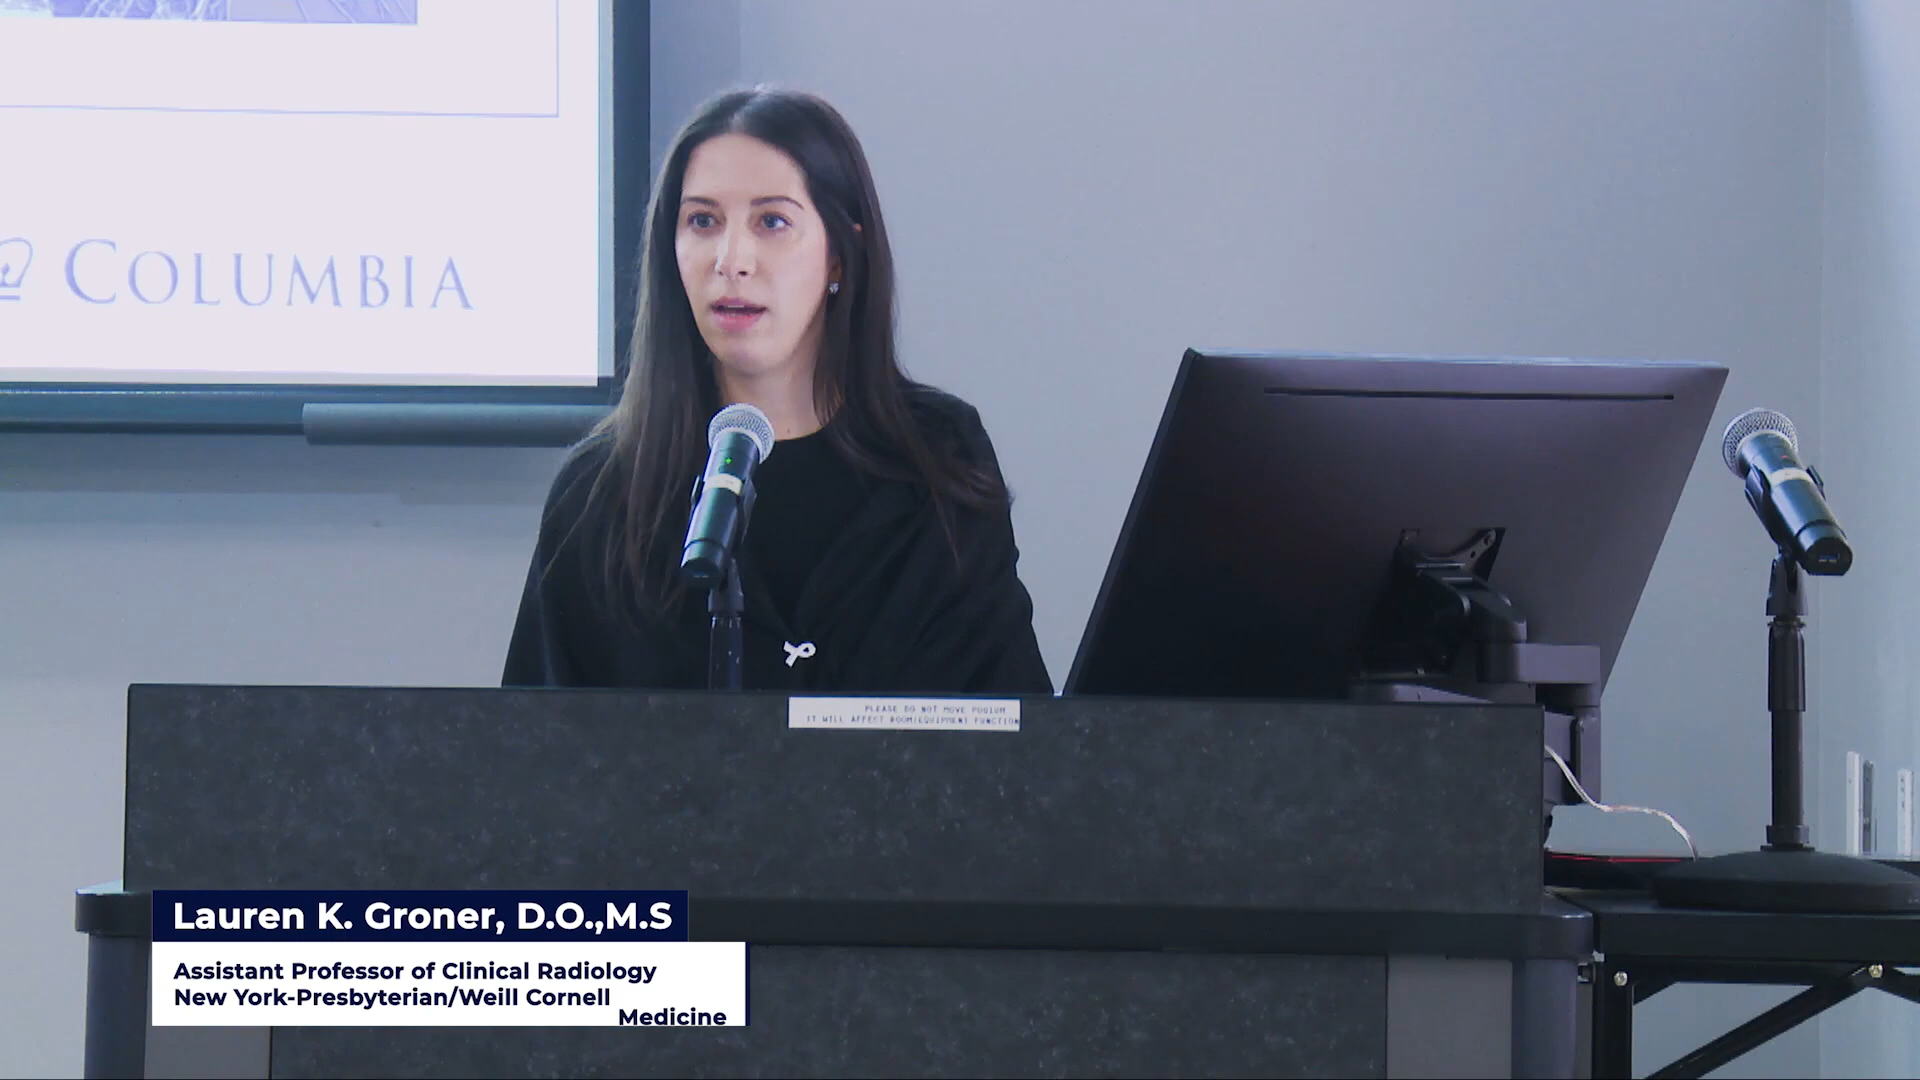 COLUMBIA
PLEASE DO NOT MOVE PODIUM
IT WILL AFFECT ROOM/EQUIPMENT FUNCTION
Lauren K. Groner, D.O.,M.S
Assistant Professor of Clinical Radiology
New York-Presbyterian/Weill Cornell
Medicine